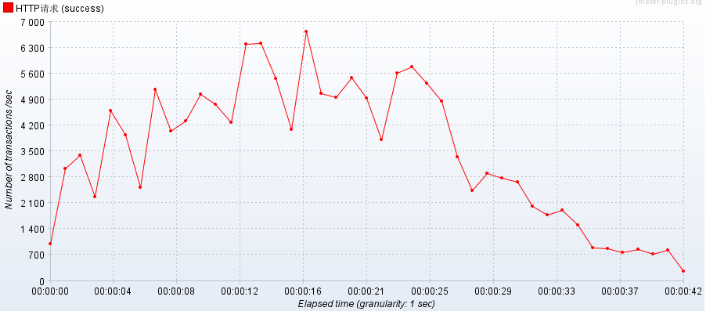 jmeter-plugins.org
HTTP请求 (success)
7 000
6 300
5 600
4 900
4 200
3 500
2 800
2 100
1 400
700
0
Number of transactions /sec
00:00:00 00:00:04 00:00:08 00:00:12 00:00:16 00:00:21 00:00:25 00:00:29 00:00:33 00:00:37 00:00:42
Elapsed time (granularity: 1 sec)